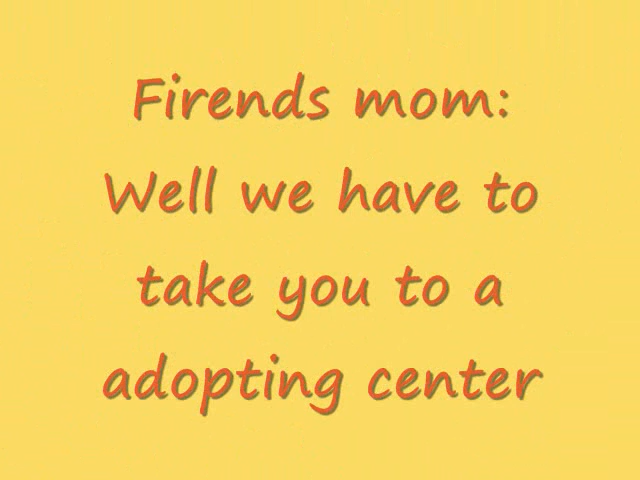 Firends mom:
Well we have to
take you to a
adopting center